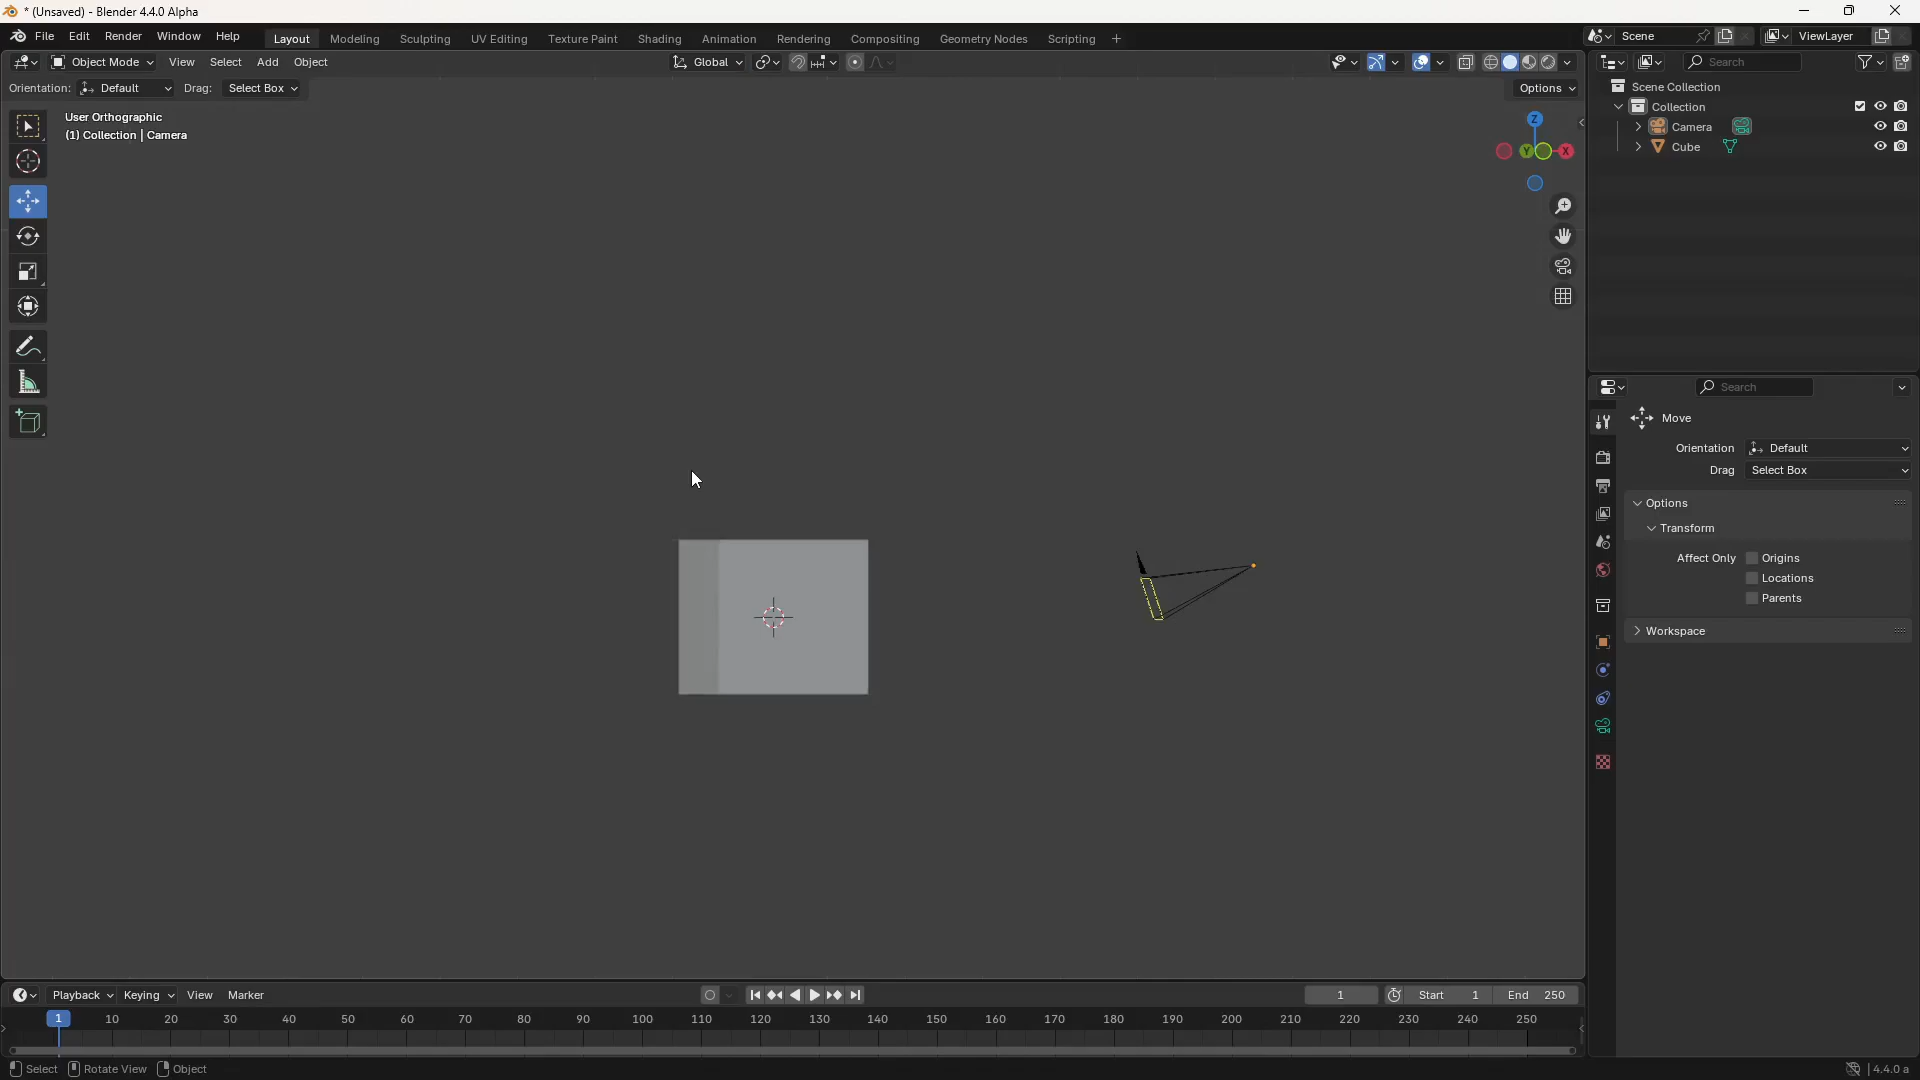 * (Unsaved) - Blender 4.4.0 Alpha
File Edit Render Window Help Layout Modeling Sculpting UV Editing Texture Paint Shading Animation Rendering Compositing Geometry Nodes Scripting + Scene ViewLayer
Object Mode View Select Add Object Global Search
Orientation: Default Drag: Select Box Options
Scene Collection
Collection
Camera
Cube
User Orthographic
(1) Collection | Camera
Z
Y X
Search
Move
Orientation Default
Drag Select Box
Options
Transform
Affect Only Origins
Locations
Parents
Workspace
Playback Keying View Marker 1 Start 1 End 250
1 10 20 30 40 50 60 70 80 90 100 110 120 130 140 150 160 170 180 190 200 210 220 230 240 250
Select Rotate View Object 4.4.0 a